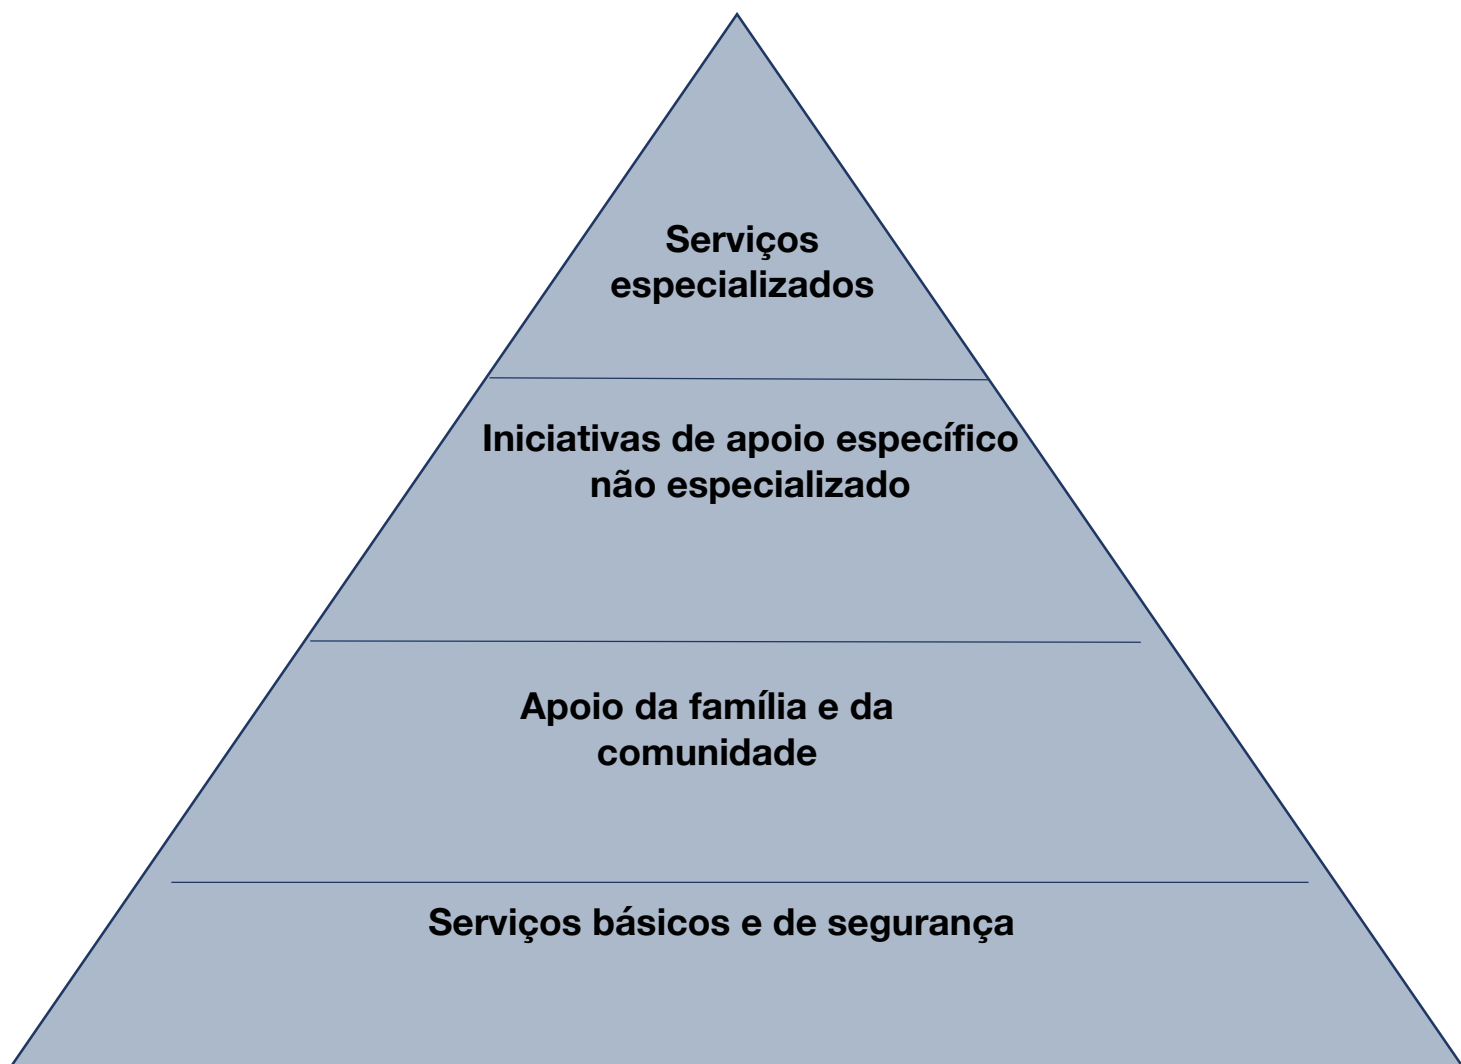 Serviços
especializados
Iniciativas de apoio específico
não especializado
Apoio da família e da
comunidade
Serviços básicos e de segurança